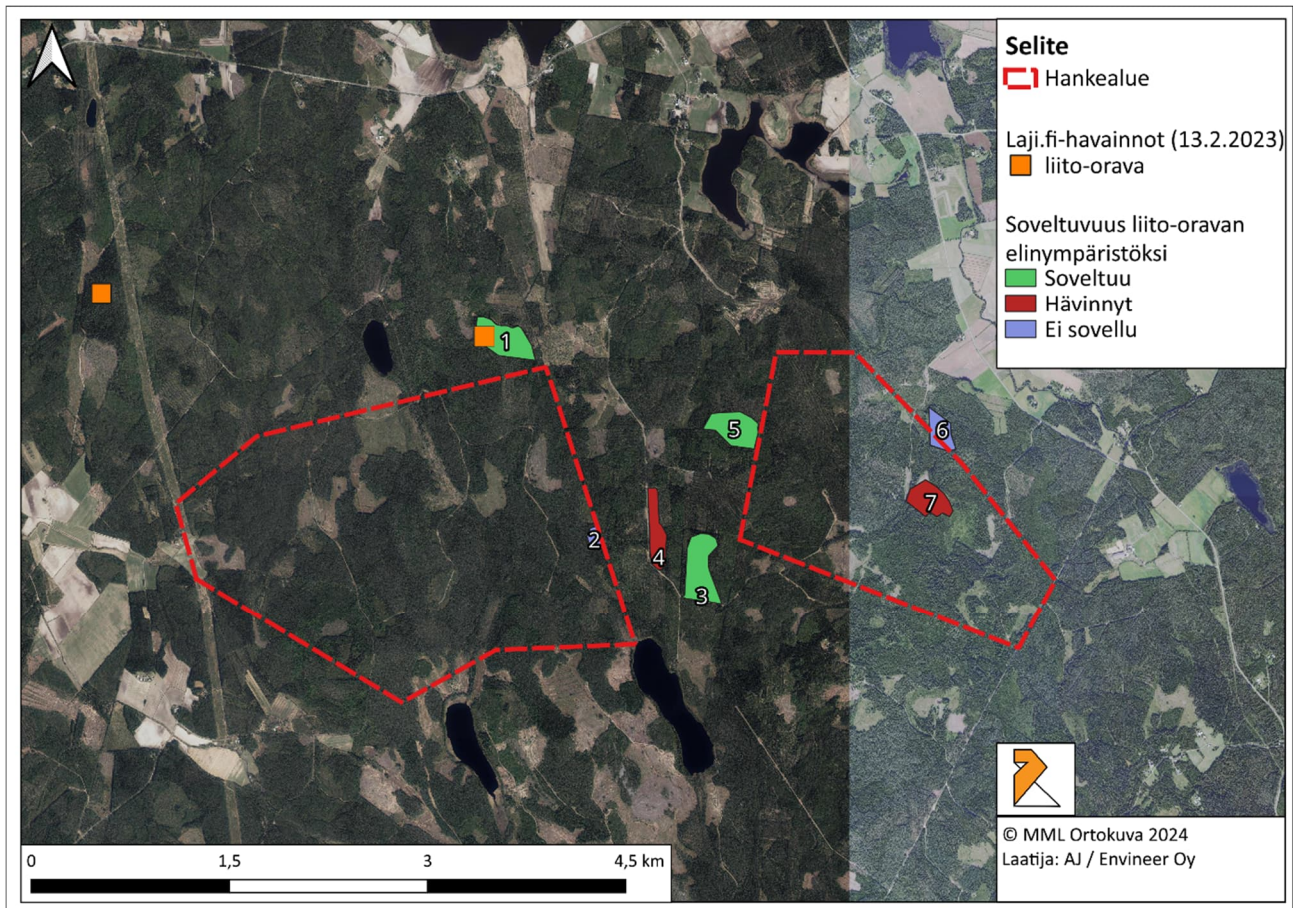 Selite
Hankealue
Laji.fi-havainnot (13.2.2023)
liito-orava
Soveltuvuus liito-oravan
elinympäristöksi
Soveltuu
Hävinnyt
Ei sovellu
1
5
6
7
2
4
3
© MML Ortokuva 2024
Laatija: AJ / Envineer Oy
0 1,5 3 4,5 km